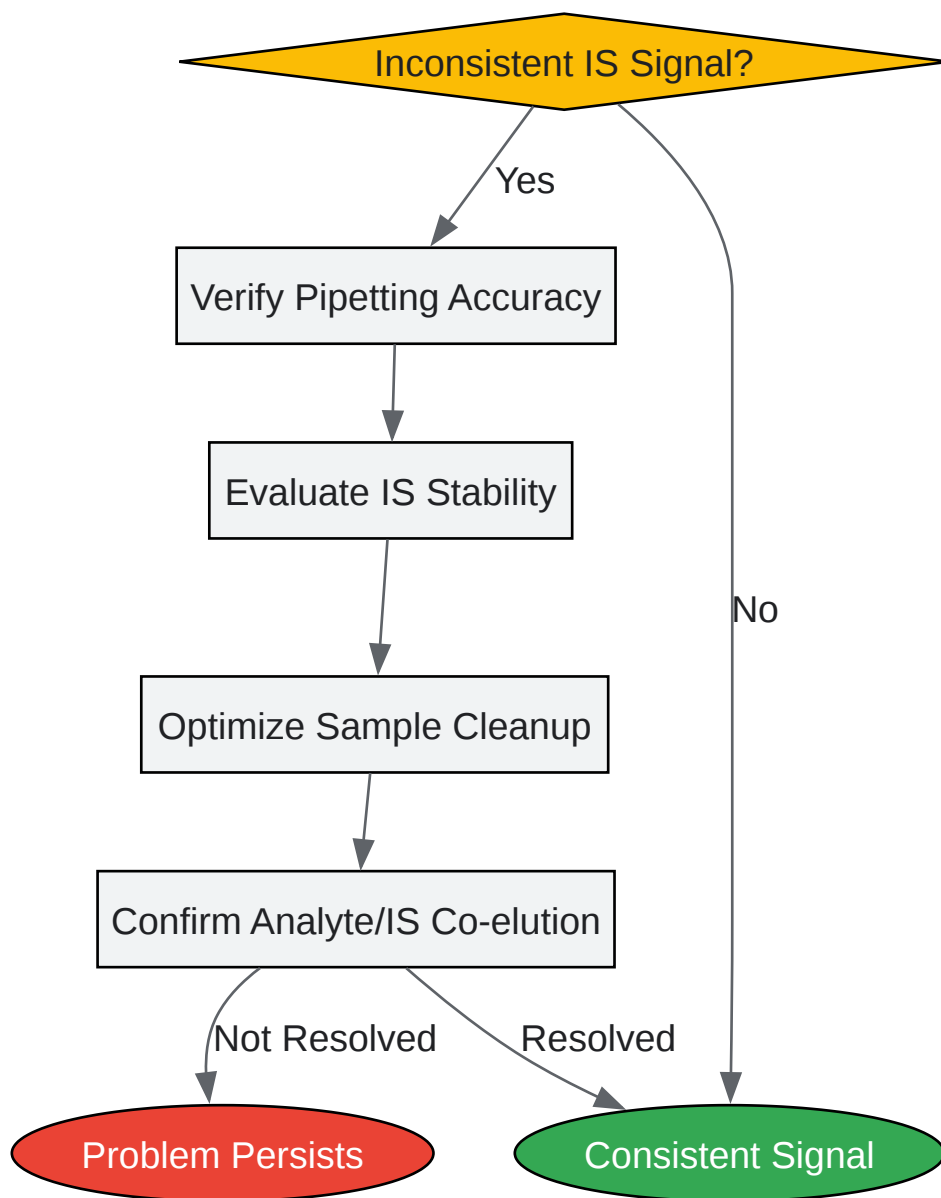 Inconsistent IS Signal?
Yes
Verify Pipetting Accuracy
Evaluate IS Stability
No
Optimize Sample Cleanup
Confirm Analyte/IS Co-elution
Not Resolved
Resolved
Problem Persists
Consistent Signal